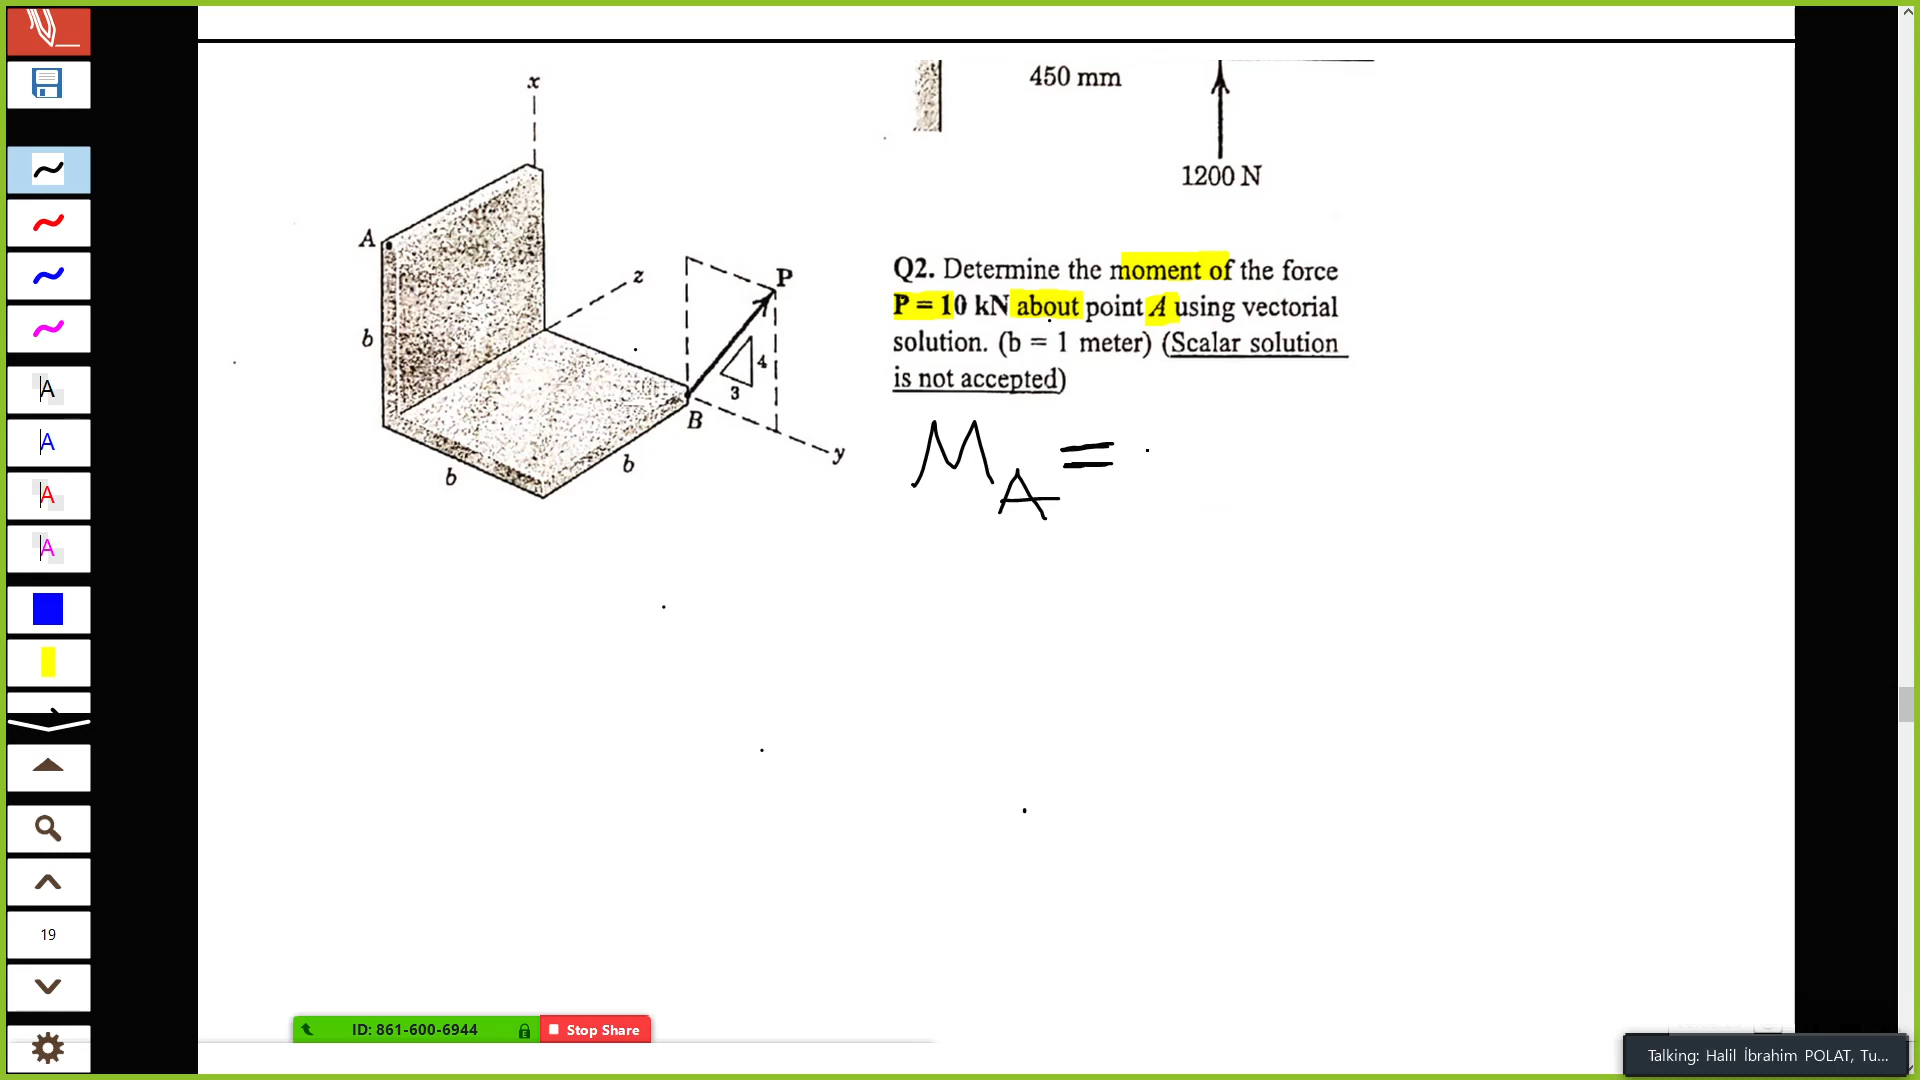 x
450 mm
1200 N
A
z
P
b
4
3
B
y
b
b
Q2. Determine the moment of the force
P = 10 kN about point A using vectorial
solution. (b = 1 meter) (Scalar solution
is not accepted)
M_A =
A
A
A
A
19
ID: 861-600-6944
Stop Share
Talking: Halil İbrahim POLAT, Tu...